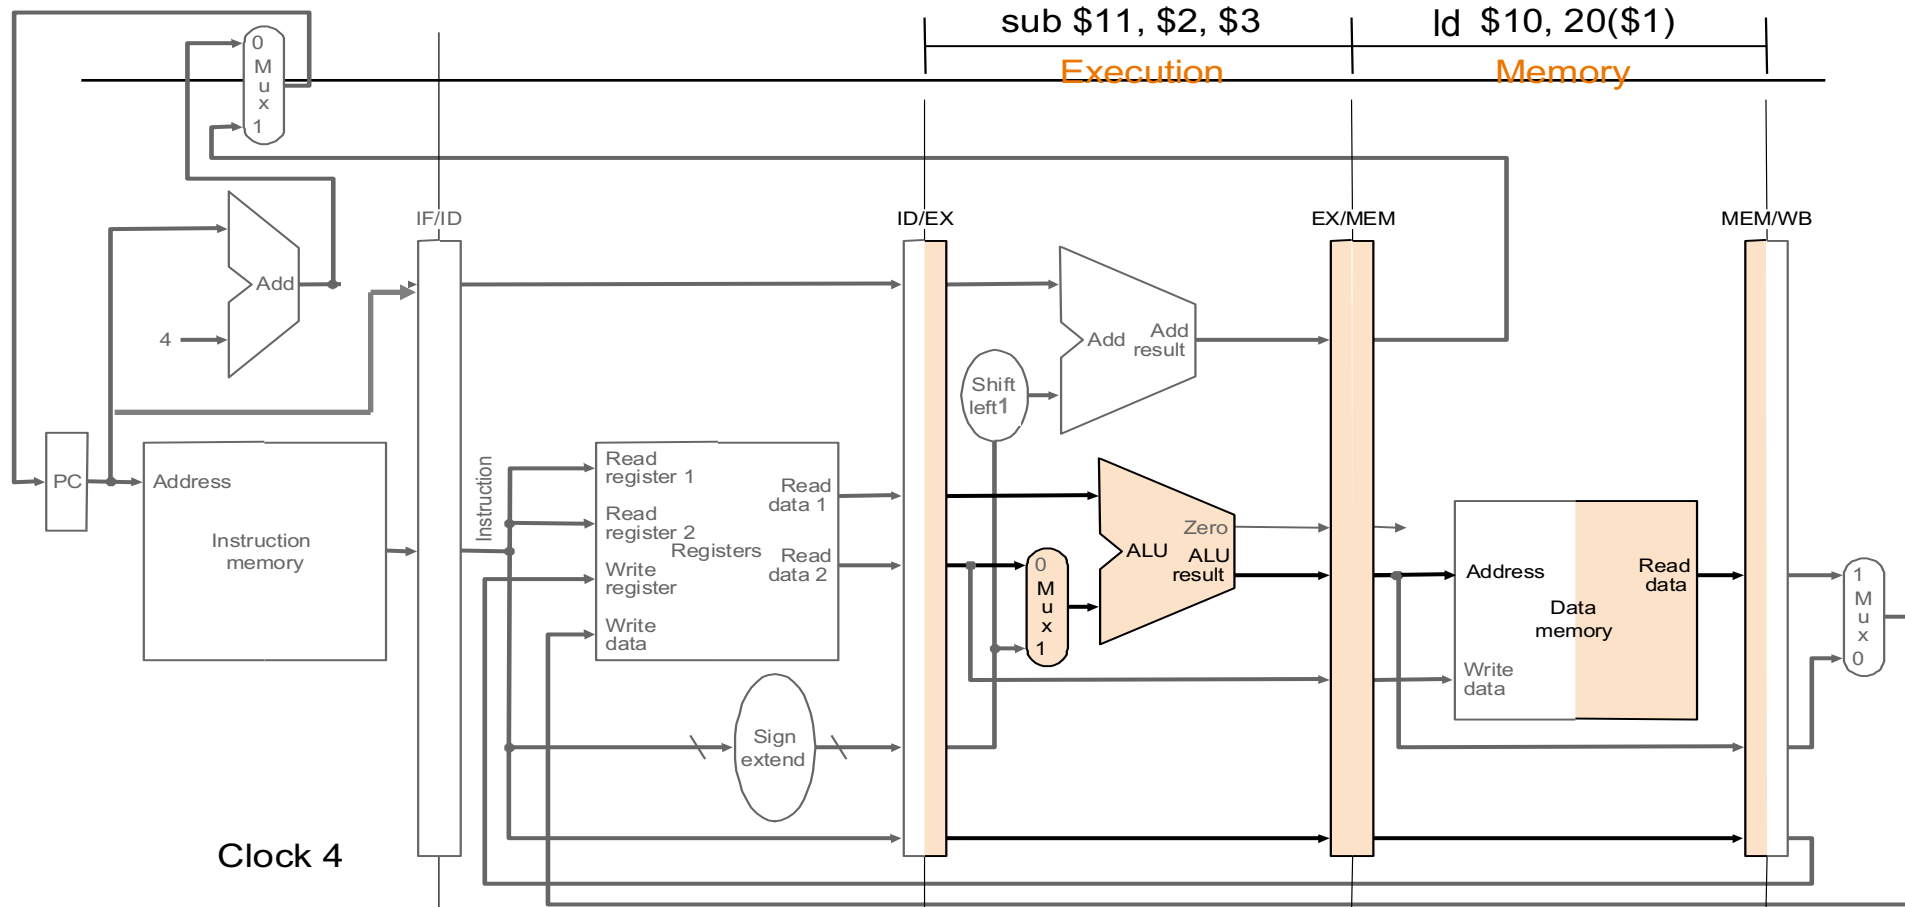 sub $11, $2, $3
ld $10, 20($1)
Execution
Memory
0
M
u
x
1
IF/ID
ID/EX
EX/MEM
MEM/WB
Add
4
Add
Add
result
Shift
left1
PC
Address
Instruction
memory
Instruction
Read
register 1
Read
register 2
Write
register
Write
data
Registers
Read
data 1
Read
data 2
Sign
extend
0
M
u
x
1
Zero
ALU
ALU
result
Address
Read
data
Data
memory
Write
data
1
M
u
x
0
Clock 4